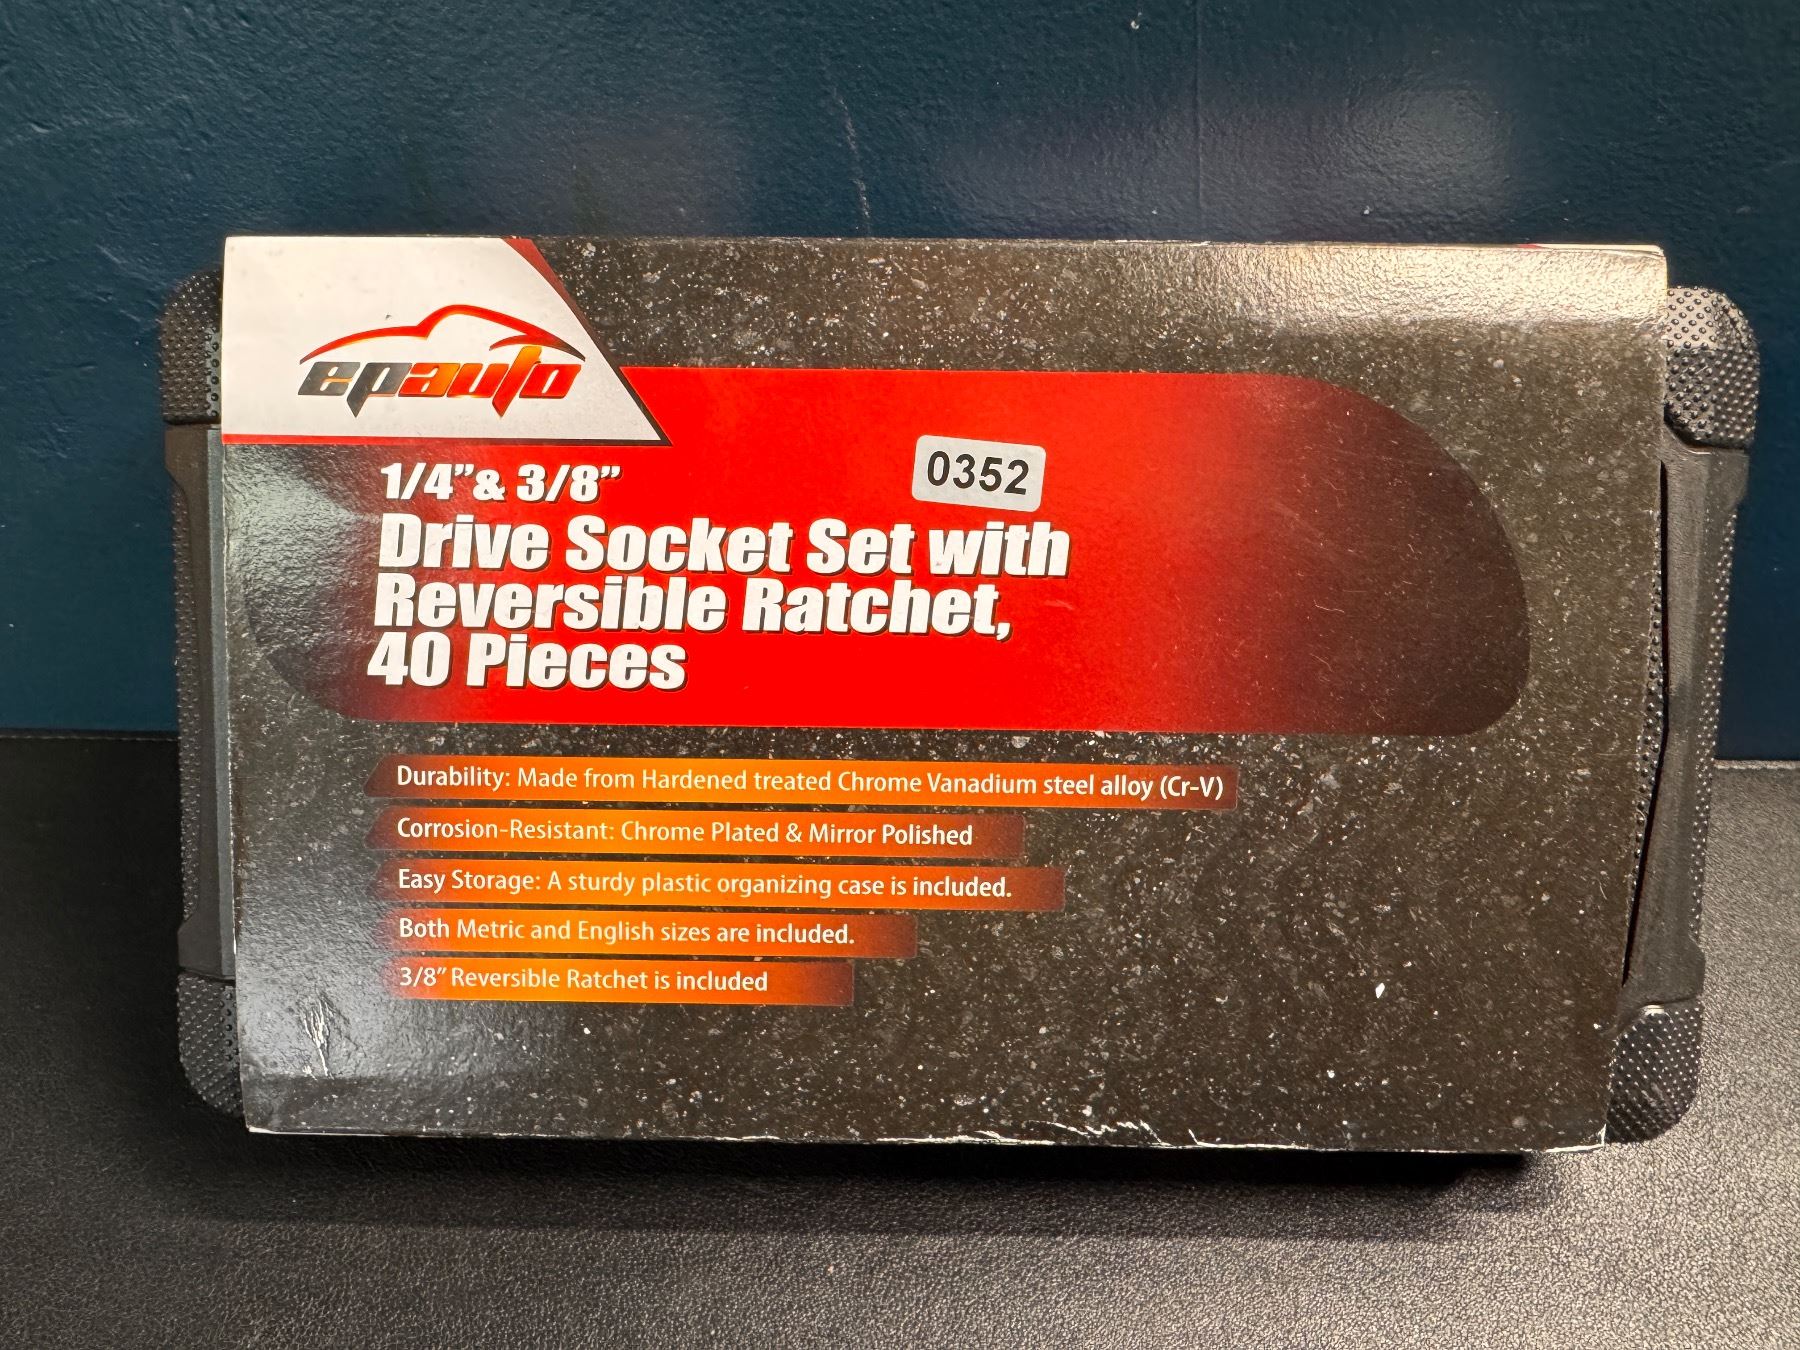 epauto
0352
1/4”& 3/8”
Drive Socket Set with
Reversible Ratchet,
40 Pieces
Durability: Made from Hardened treated Chrome Vanadium steel alloy (Cr-V)
Corrosion-Resistant: Chrome Plated & Mirror Polished
Easy Storage: A sturdy plastic organizing case is included.
Both Metric and English sizes are included.
3/8” Reversible Ratchet is included